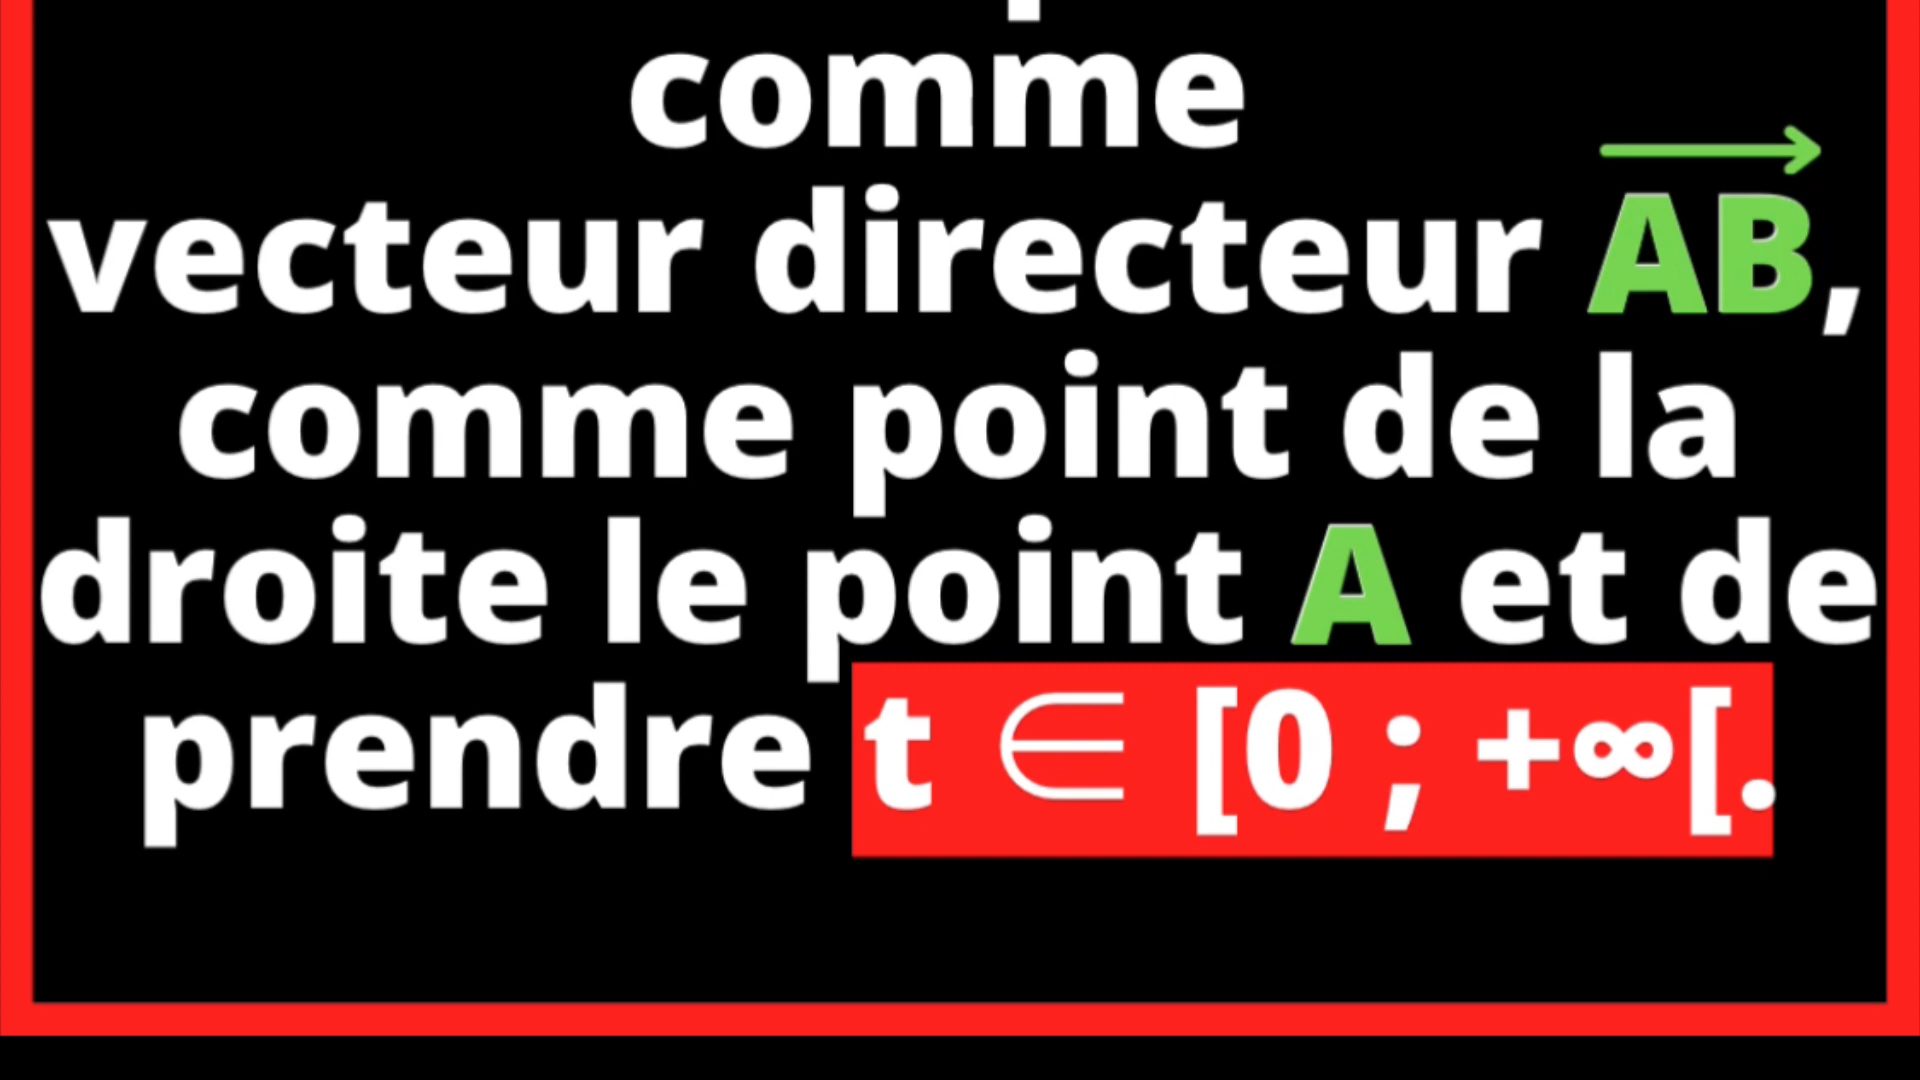 comme
vecteur directeur AB,
comme point de la
droite le point A et de
prendre t ∈ [0 ; +∞[.